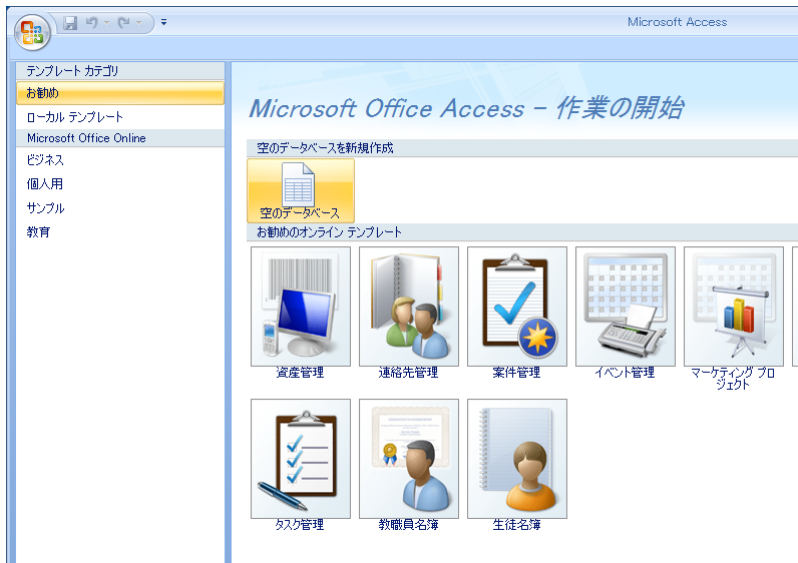 Microsoft Access
テンプレート カテゴリ
お勧め
ローカル テンプレート
Microsoft Office Online
ビジネス
個人用
サンプル
教育
Microsoft Office Access - 作業の開始
空のデータベースを新規作成
空のデータベース
お勧めのオンライン テンプレート
資産管理
連絡先管理
案件管理
イベント管理
マーケティング プロ
ジェクト
タスク管理
教職員名簿
生徒名簿